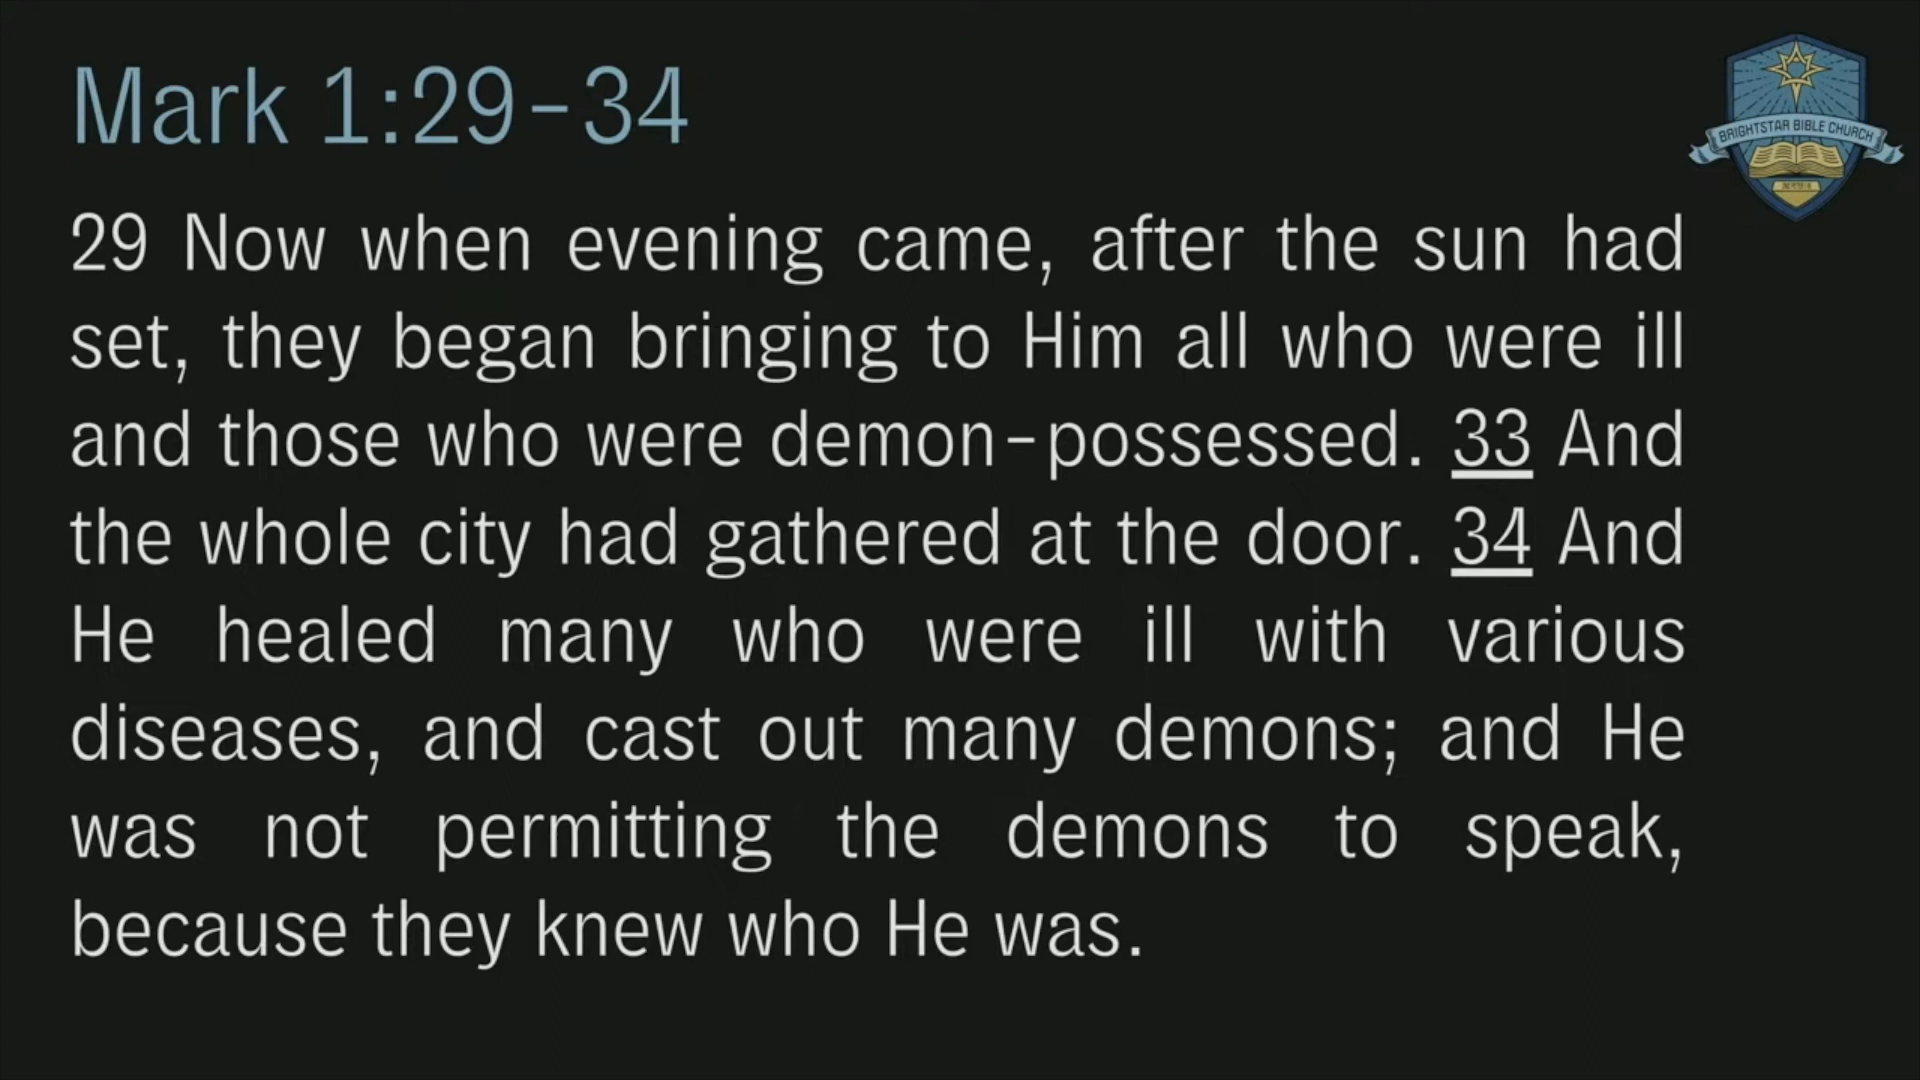 Mark 1:29-34
BRIGHTSTAR BIBLE CHURCH
29 Now when evening came, after the sun had
set, they began bringing to Him all who were ill
and those who were demon-possessed. 33 And
the whole city had gathered at the door. 34 And
He healed many who were ill with various
diseases, and cast out many demons; and He
was not permitting the demons to speak,
because they knew who He was.